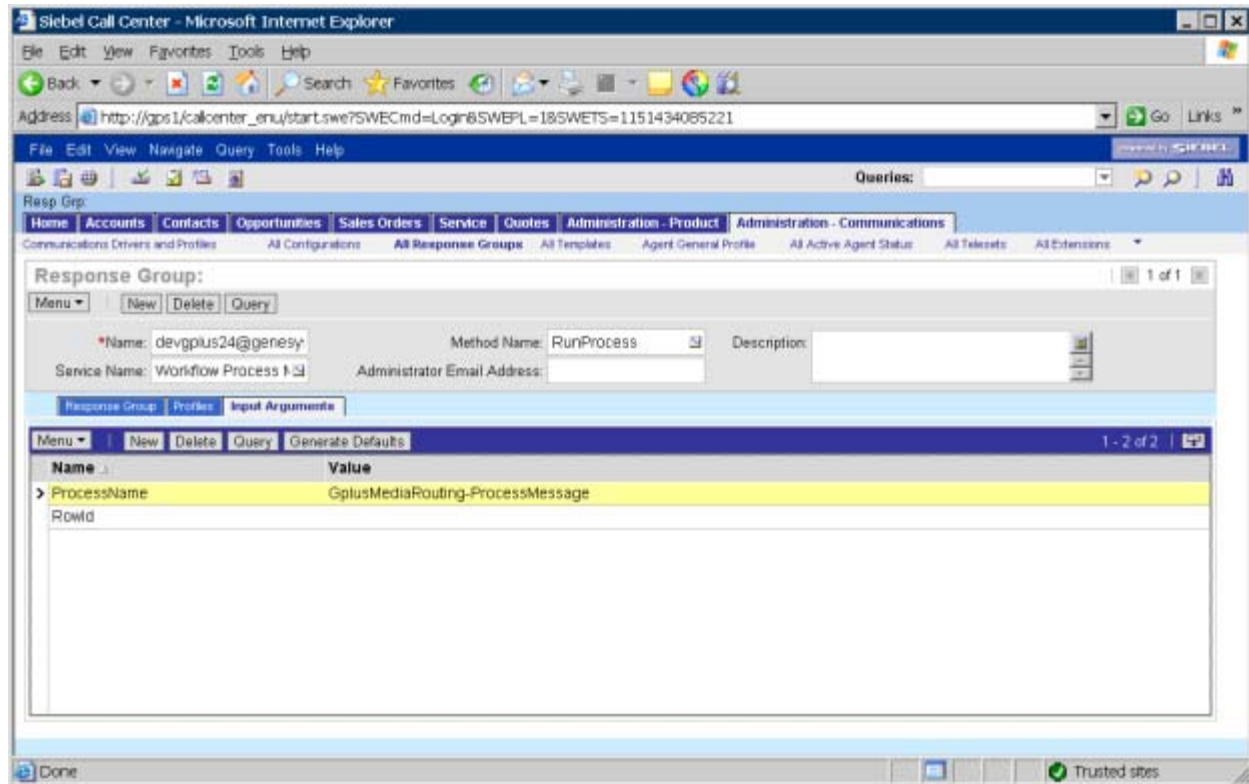 Siebel Call Center - Microsoft Internet Explorer
File Edit View Favorites Tools Help
Back Search Favorites
Address http://gps1/callcenter_enu/start.swe?SWECmd=Login&SWEPL=1&SWETS=1151434085221 Go Links »
File Edit View Navigate Query Tools Help powered by SIEBEL
Queries:
Resp Grp:
Home Accounts Contacts Opportunities Sales Orders Service Quotes Administration - Product Administration - Communications
Communications Drivers and Profiles All Configurations All Response Groups All Templates Agent General Profile All Active Agent Status All Telesets All Extensions
Response Group: 1 of 1
Menu New Delete Query
*Name: devgplus24@genesy Method Name: RunProcess Description:
Service Name: Workflow Process M Administrator Email Address:
Response Group Profiles Input Arguments
Menu New Delete Query Generate Defaults 1 - 2 of 2
Name Value
ProcessName GplusMediaRouting-ProcessMessage
RowId
Done Trusted sites